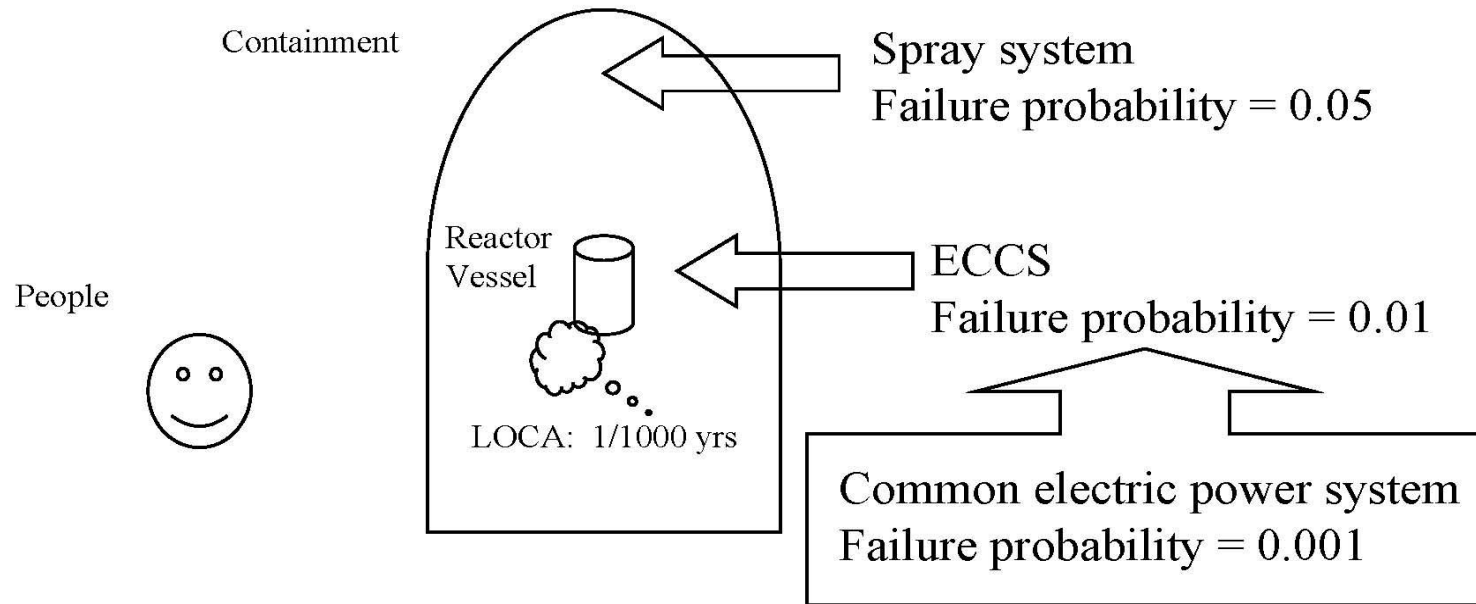 Containment
Spray system
Failure probability = 0.05
Reactor
Vessel
ECCS
Failure probability = 0.01
People
LOCA: 1/1000 yrs
Common electric power system
Failure probability = 0.001